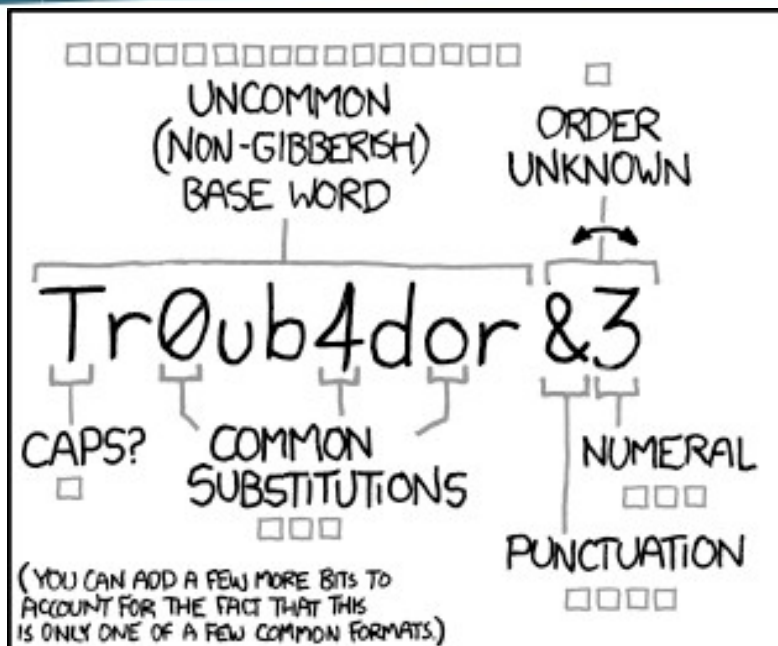 UNCOMMON
(NON-GIBBERISH)
BASE WORD
ORDER
UNKNOWN
Tr0ub4dor &3
CAPS?
COMMON
SUBSTITUTIONS
NUMERAL
PUNCTUATION
(YOU CAN ADD A FEW MORE BITS TO
ACCOUNT FOR THE FACT THAT THIS
IS ONLY ONE OF A FEW COMMON FORMATS.)